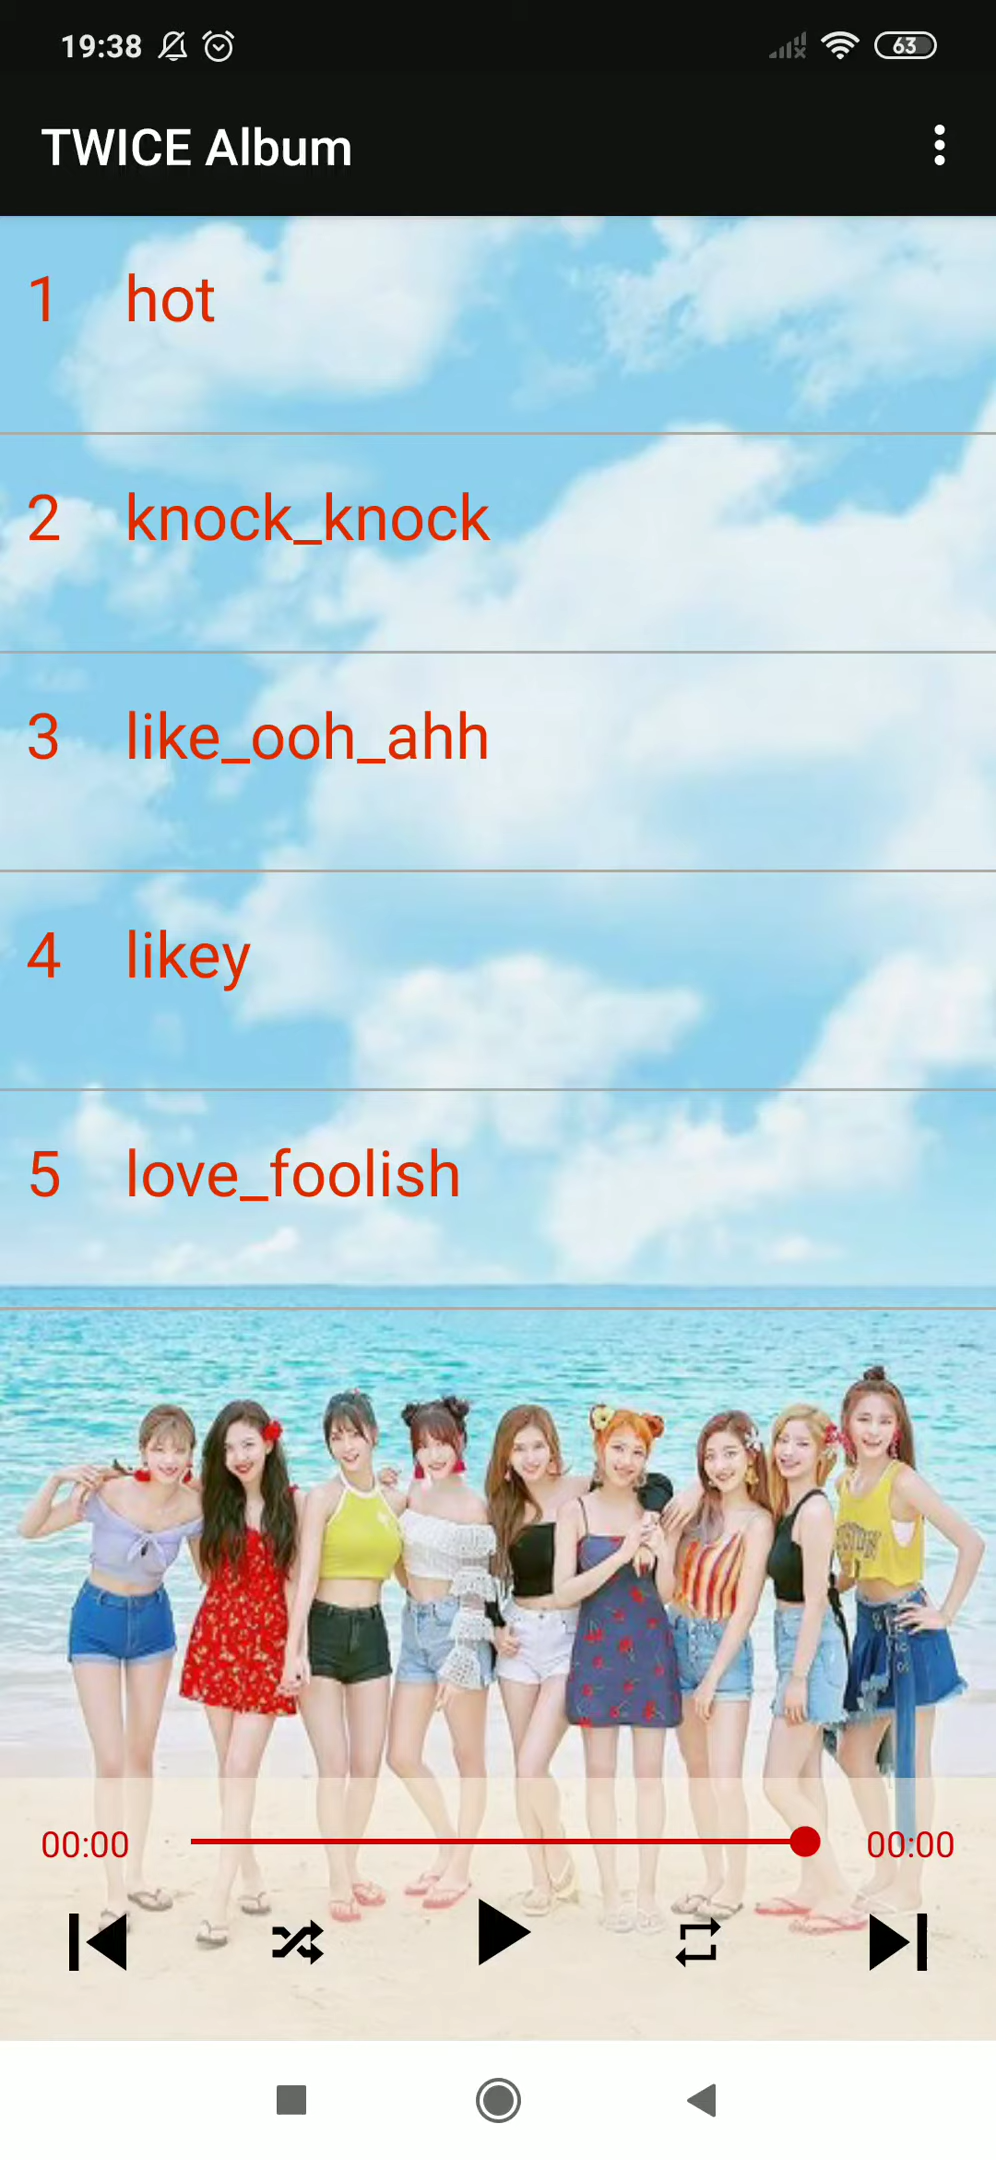 19:38 63
TWICE Album
1 hot
2 knock_knock
3 like_ooh_ahh
4 likey
5 love_foolish
00:00 00:00